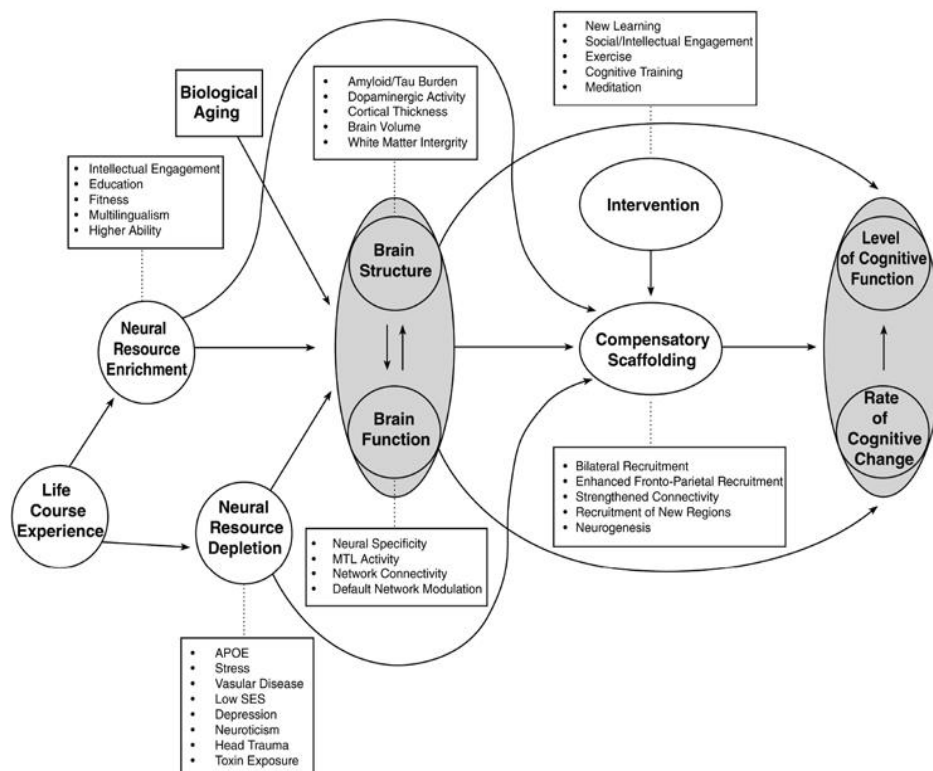 • New Learning
• Social/Intellectual Engagement
• Exercise
• Cognitive Training
• Meditation
Biological
Aging
• Amyloid/Tau Burden
• Dopaminergic Activity
• Cortical Thickness
• Brain Volume
• White Matter Intergrity
• Intellectual Engagement
• Education
• Fitness
• Multilingualism
• Higher Ability
Intervention
Brain
Structure
Level
of Cognitive
Function
Neural
Resource
Enrichment
Compensatory
Scaffolding
Brain
Function
Rate
of
Cognitive
Change
Life
Course
Experience
Neural
Resource
Depletion
• Bilateral Recruitment
• Enhanced Fronto-Parietal Recruitment
• Strengthened Connectivity
• Recruitment of New Regions
• Neurogenesis
• Neural Specificity
• MTL Activity
• Network Connectivity
• Default Network Modulation
• APOE
• Stress
• Vasular Disease
• Low SES
• Depression
• Neuroticism
• Head Trauma
• Toxin Exposure